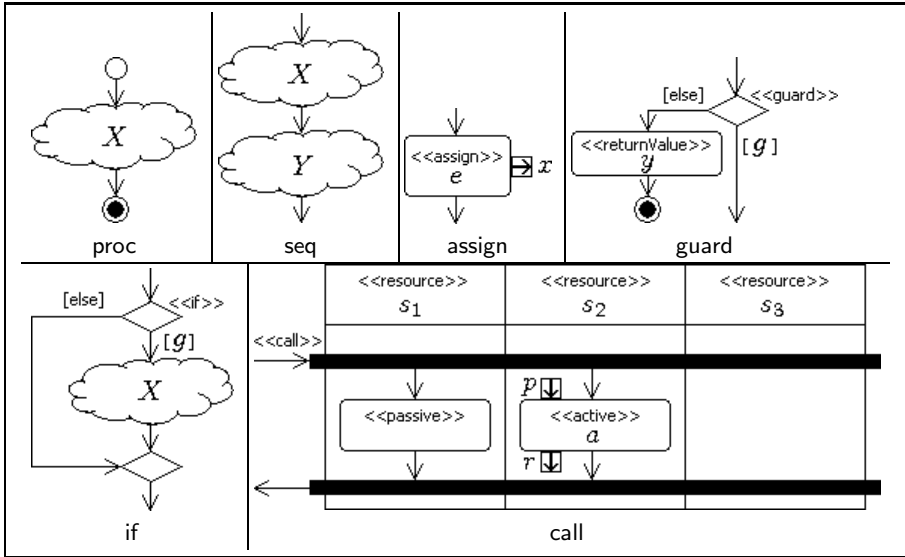 X
proc
X
Y
seq
<<assign>>
e
x
assign
[else]
<<guard>>
<<returnValue>>
y
[g]
guard
[else]
<<if>>
[g]
X
if
<<resource>>
s1
<<resource>>
s2
<<resource>>
s3
<<call>>
<<passive>>
p
<<active>>
a
r
call